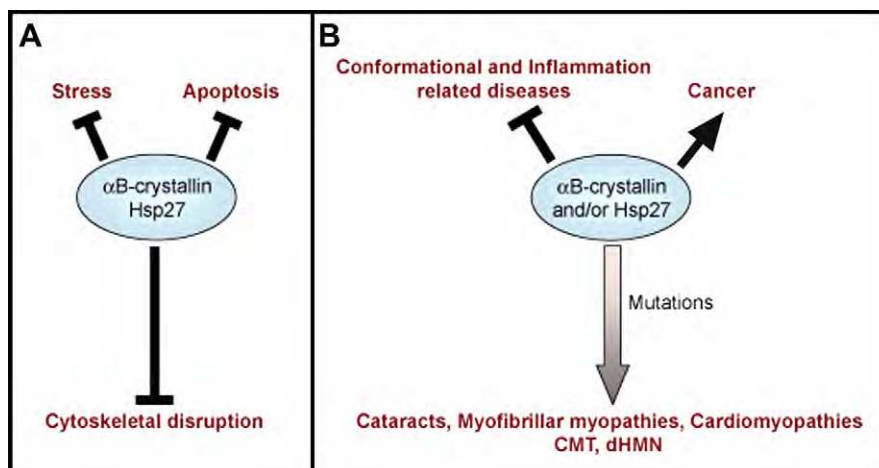 A
Stress
Apoptosis
αB-crystallin
Hsp27
Cytoskeletal disruption
B
Conformational and Inflammation
related diseases
Cancer
αB-crystallin
and/or Hsp27
Mutations
Cataracts, Myofibrillar myopathies, Cardiomyopathies
CMT, dHMN